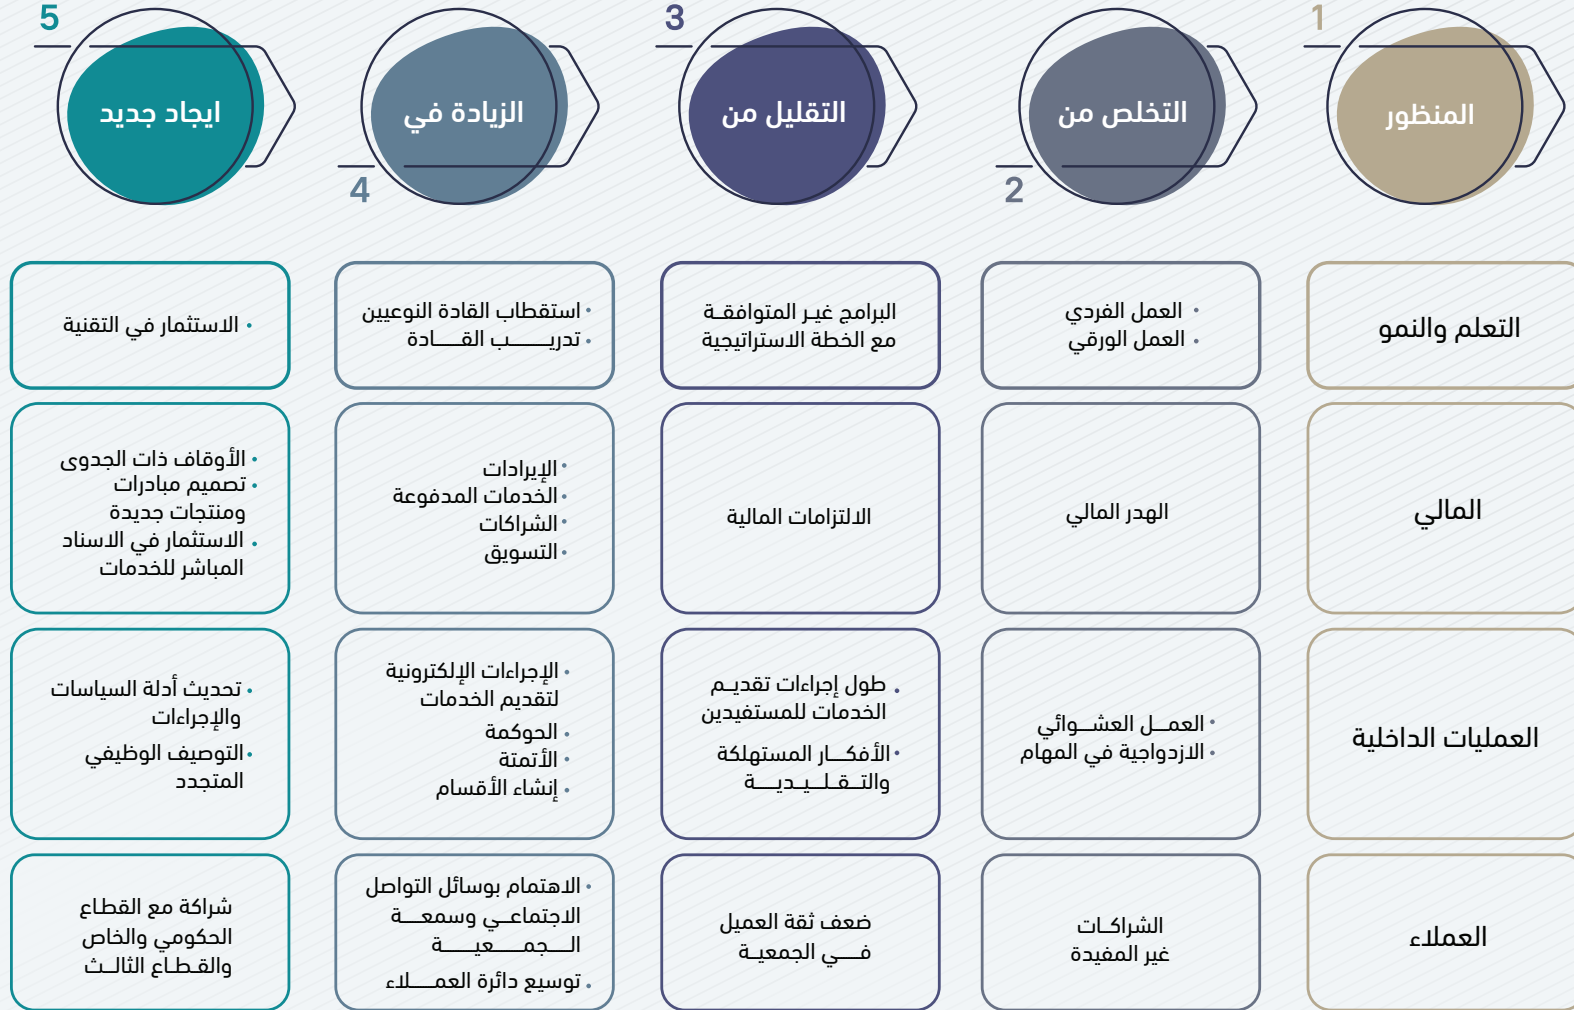 1
المنظور
2
التخلص من
3
التقليل من
4
الزيادة في
5
ايجاد جديد
التعلم والنمو
• العمل الفردي
• العمل الورقي
البرامج غير المتوافقة
مع الخطة الاستراتيجية
• استقطاب القادة النوعيين
• تدريب القادة
• الاستثمار في التقنية
المالي
الهدر المالي
الالتزامات المالية
• الإيرادات
• الخدمات المدفوعة
• الشراكات
• التسويق
• الأوقاف ذات الجدوى
• تصميم مبادرات
ومنتجات جديدة
• الاستثمار في الاسناد
المباشر للخدمات
العمليات الداخلية
• العمل العشوائي
• الازدواجية في المهام
• طول إجراءات تقديم
الخدمات للمستفيدين
• الأفكار المستهلكة
والتقليدية
• الإجراءات الإلكترونية
لتقديم الخدمات
• الحوكمة
• الأتمتة
• إنشاء الأقسام
• تحديث أدلة السياسات
والإجراءات
• التوصيف الوظيفي
المتجدد
العملاء
الشراكات
غير المفيدة
ضعف ثقة العميل
في الجمعية
• الاهتمام بوسائل التواصل
الاجتماعي وسمعة
الجمعية
• توسيع دائرة العملاء
شراكة مع القطاع
الحكومي والخاص
والقطاع الثالث